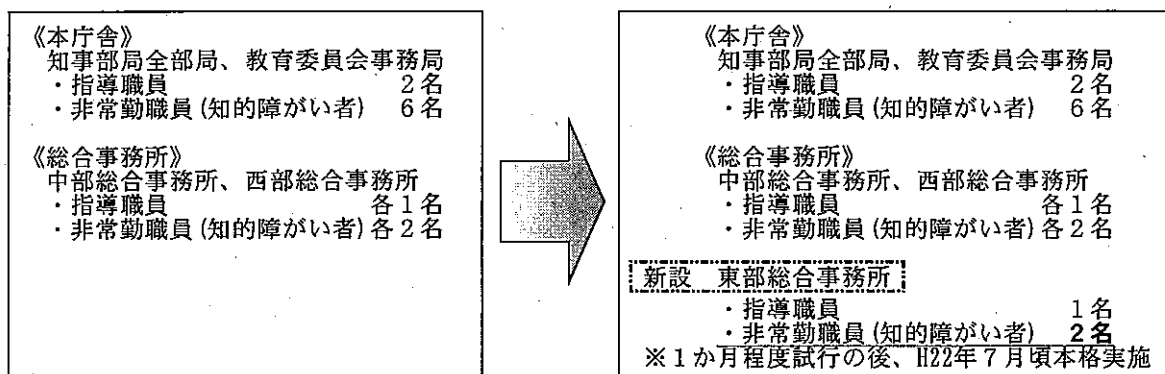 《本庁舎》
知事部局全部局、教育委員会事務局
・指導職員 2名
・非常勤職員(知的障がい者) 6名
《総合事務所》
中部総合事務所、西部総合事務所
・指導職員 各1名
・非常勤職員(知的障がい者)各2名
《本庁舎》
知事部局全部局、教育委員会事務局
・指導職員 2名
・非常勤職員(知的障がい者) 6名
《総合事務所》
中部総合事務所、西部総合事務所
・指導職員 各1名
・非常勤職員(知的障がい者)各2名
新設 東部総合事務所
・指導職員 1名
・非常勤職員(知的障がい者) 2名
※1か月程度試行の後、H22年7月頃本格実施